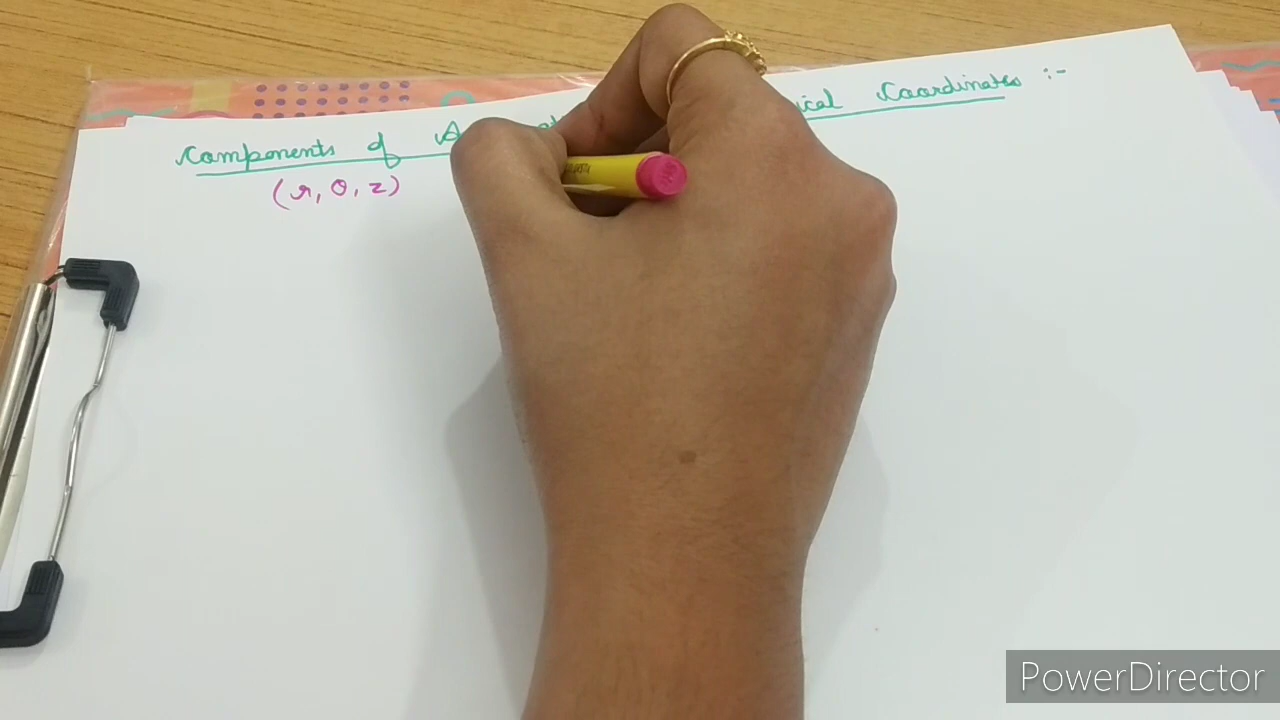 Components of
Coordinates :-
(r, θ, z)
PowerDirector